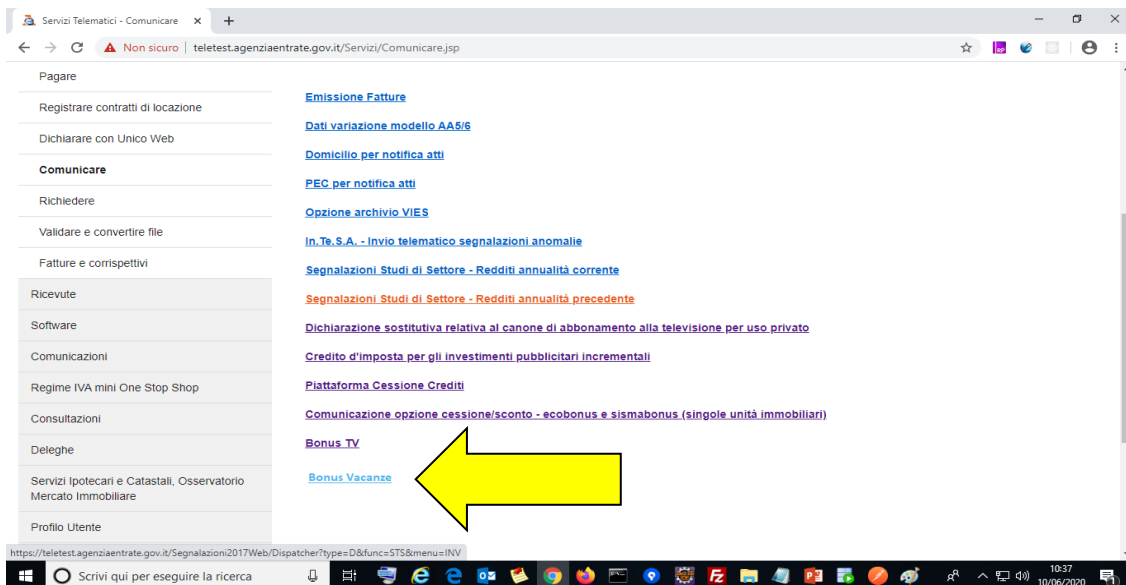 Servizi Telematici - Comunicare
Non sicuro | teletest.agenziaentrate.gov.it/Servizi/Comunicare.jsp
Pagare
Registrare contratti di locazione
Dichiarare con Unico Web
Comunicare
Richiedere
Validare e convertire file
Fatture e corrispettivi
Ricevute
Software
Comunicazioni
Regime IVA mini One Stop Shop
Consultazioni
Deleghe
Servizi Ipotecari e Catastali, Osservatorio
Mercato Immobiliare
Profilo Utente
Emissione Fatture
Dati variazione modello AA5/6
Domicilio per notifica atti
PEC per notifica atti
Opzione archivio VIES
In.Te.S.A. - Invio telematico segnalazioni anomalie
Segnalazioni Studi di Settore - Redditi annualità corrente
Segnalazioni Studi di Settore - Redditi annualità precedente
Dichiarazione sostitutiva relativa al canone di abbonamento alla televisione per uso privato
Credito d'imposta per gli investimenti pubblicitari incrementali
Piattaforma Cessione Crediti
Comunicazione opzione cessione/sconto - ecobonus e sismabonus (singole unità immobiliari)
Bonus TV
Bonus Vacanze
https://teletest.agenziaentrate.gov.it/Segnalazioni2017Web/Dispatcher?type=D&func=STS&menu=INV
Scrivi qui per eseguire la ricerca
10:37
10/06/2020